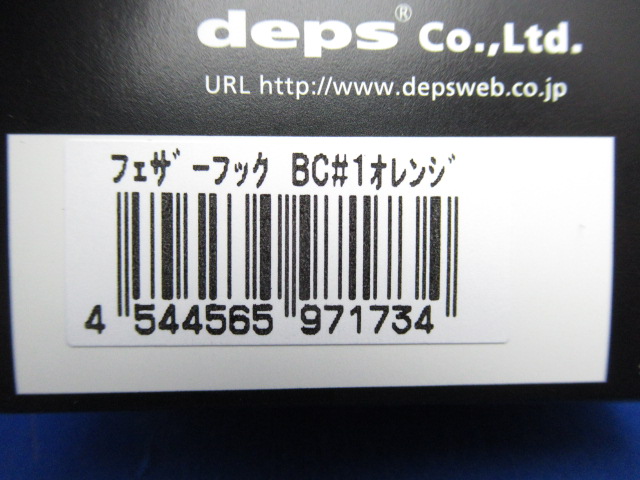 deps® Co.,Ltd.
URL http://www.depsweb.co.jp
ﾌｪｻﾞｰﾌｯｸ BC#1ｵﾚﾝｼﾞ
4 544565 971734